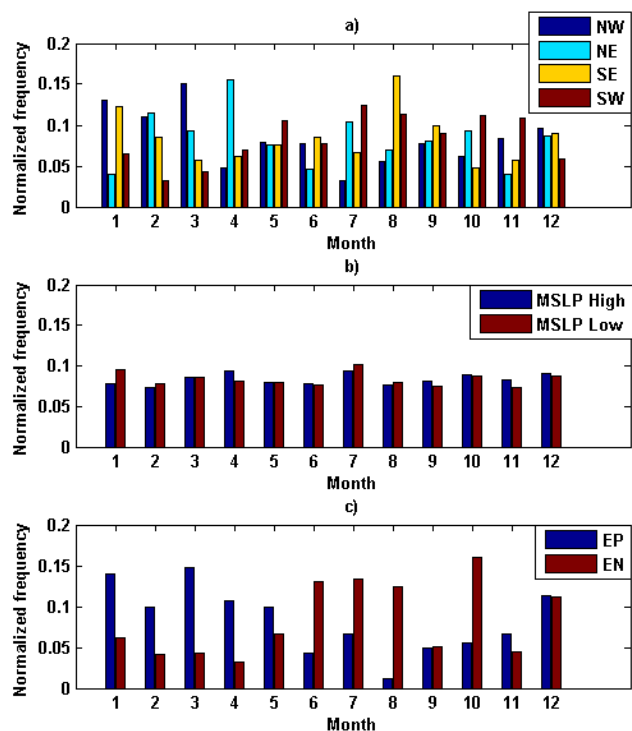 a)
Normalized frequency
0.2
0.15
0.1
0.05
0
NW
NE
SE
SW
1 2 3 4 5 6 7 8 9 10 11 12
Month
b)
Normalized frequency
0.2
0.15
0.1
0.05
0
MSLP High
MSLP Low
1 2 3 4 5 6 7 8 9 10 11 12
Month
c)
Normalized frequency
0.2
0.15
0.1
0.05
0
EP
EN
1 2 3 4 5 6 7 8 9 10 11 12
Month